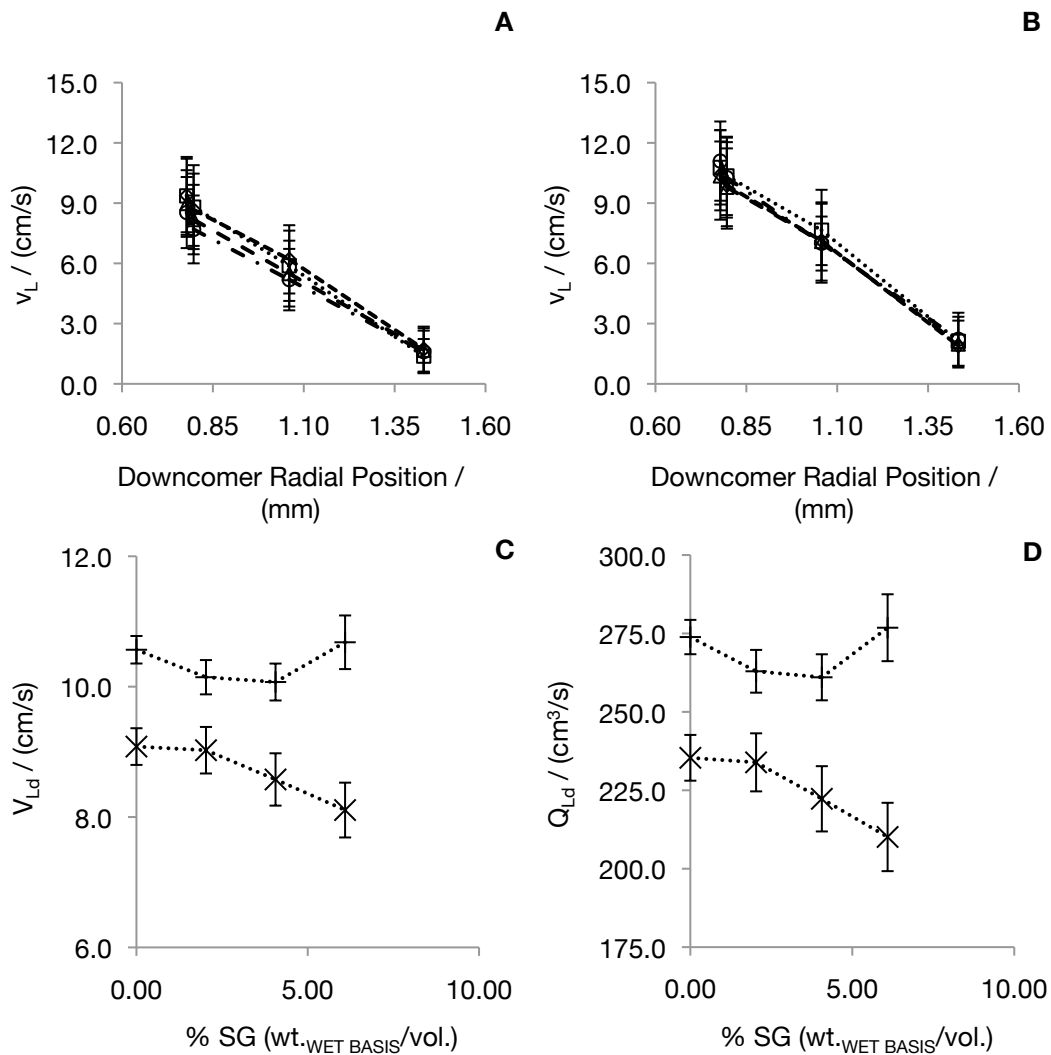 A
15.0
12.0
9.0
6.0
3.0
0.0
v_L / (cm/s)
0.60 0.85 1.10 1.35 1.60
Downcomer Radial Position /
(mm)
B
15.0
12.0
9.0
6.0
3.0
0.0
v_L / (cm/s)
0.60 0.85 1.10 1.35 1.60
Downcomer Radial Position /
(mm)
C
12.0
10.0
8.0
6.0
V_Ld / (cm/s)
0.00 5.00 10.00
% SG (wt._WET BASIS/vol.)
D
300.0
275.0
250.0
225.0
200.0
175.0
Q_Ld / (cm³/s)
0.00 5.00 10.00
% SG (wt._WET BASIS/vol.)